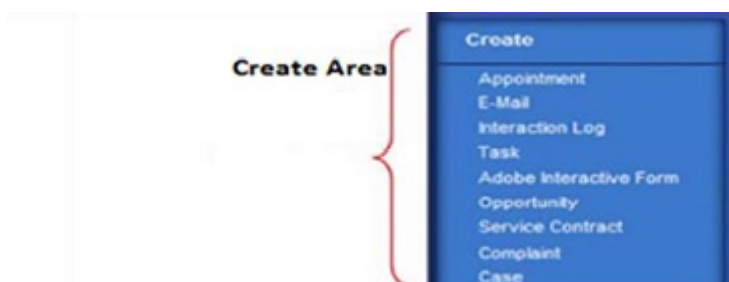 Create
Create Area
Appointment
E-Mail
Interaction Log
Task
Adobe Interactive Form
Opportunity
Service Contract
Complaint
Case